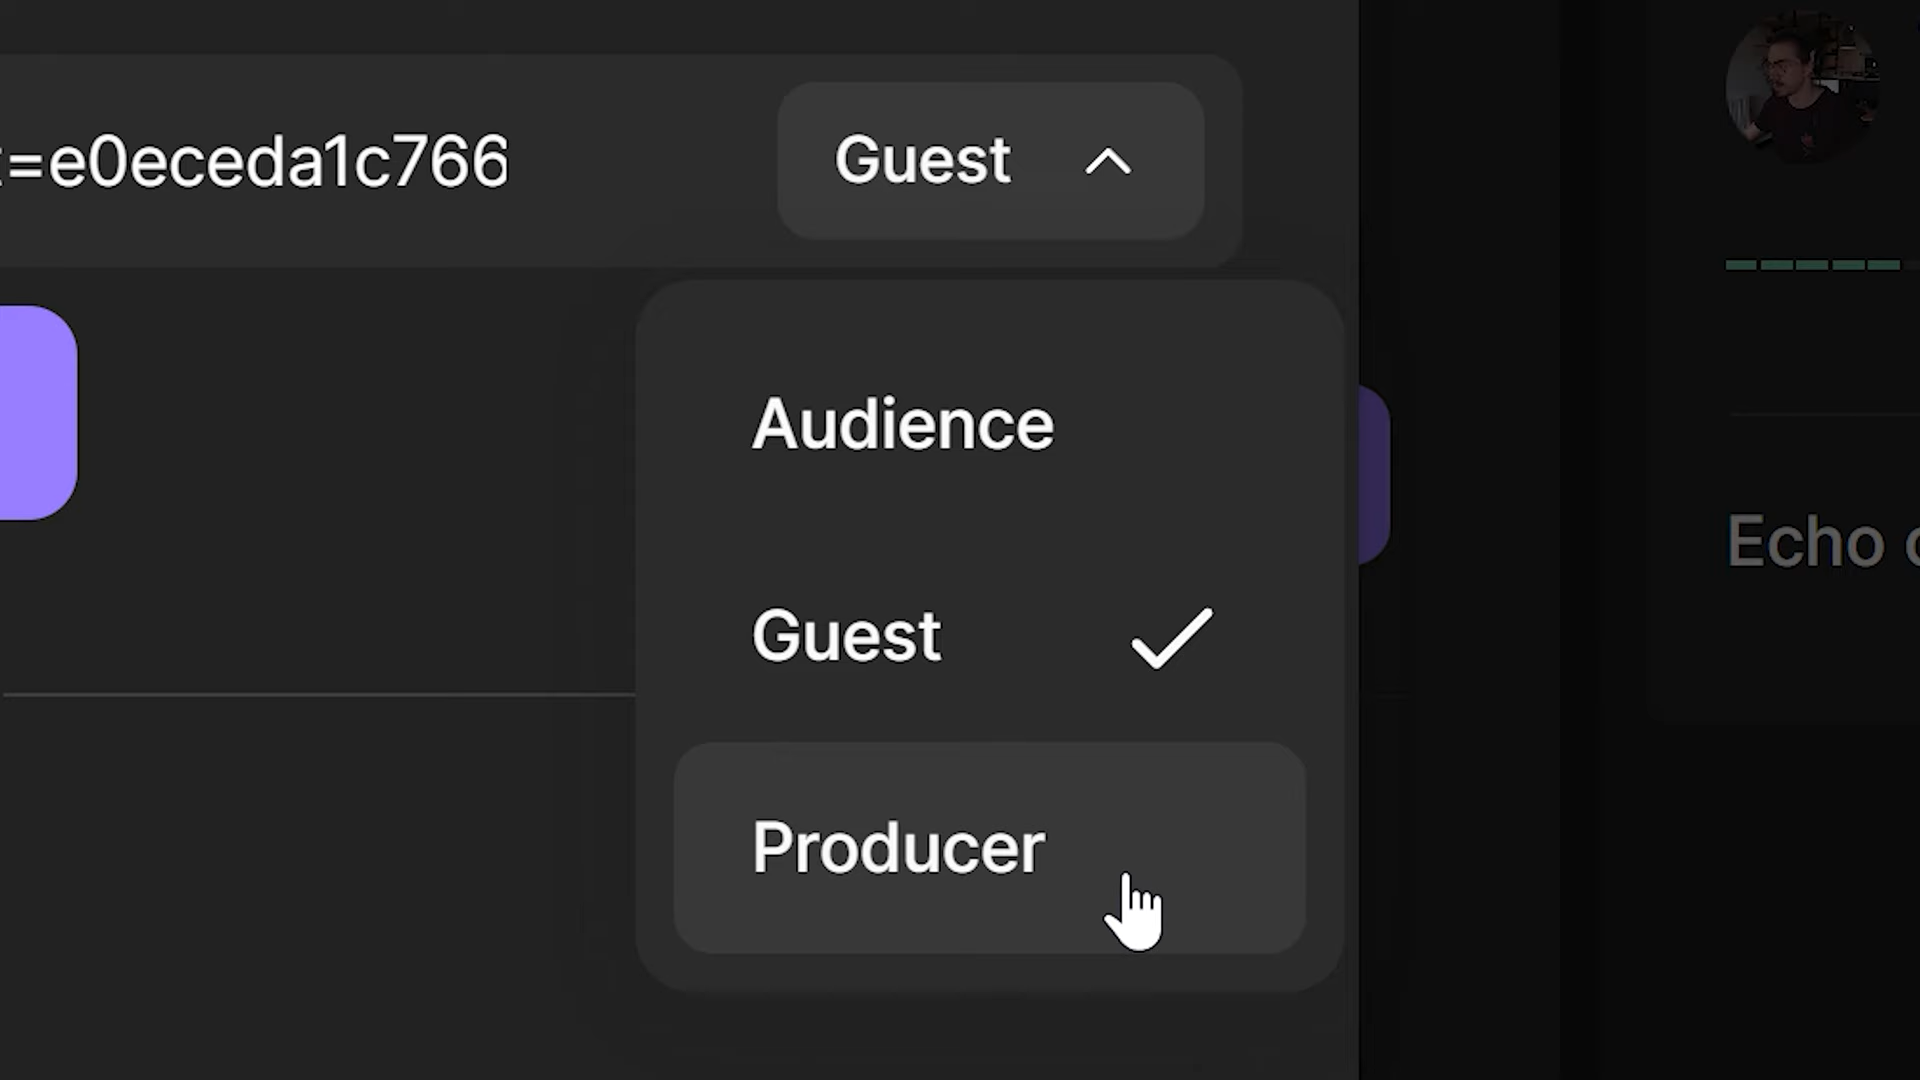 =e0eceda1c766
Guest
Audience
Guest
Producer
Echo